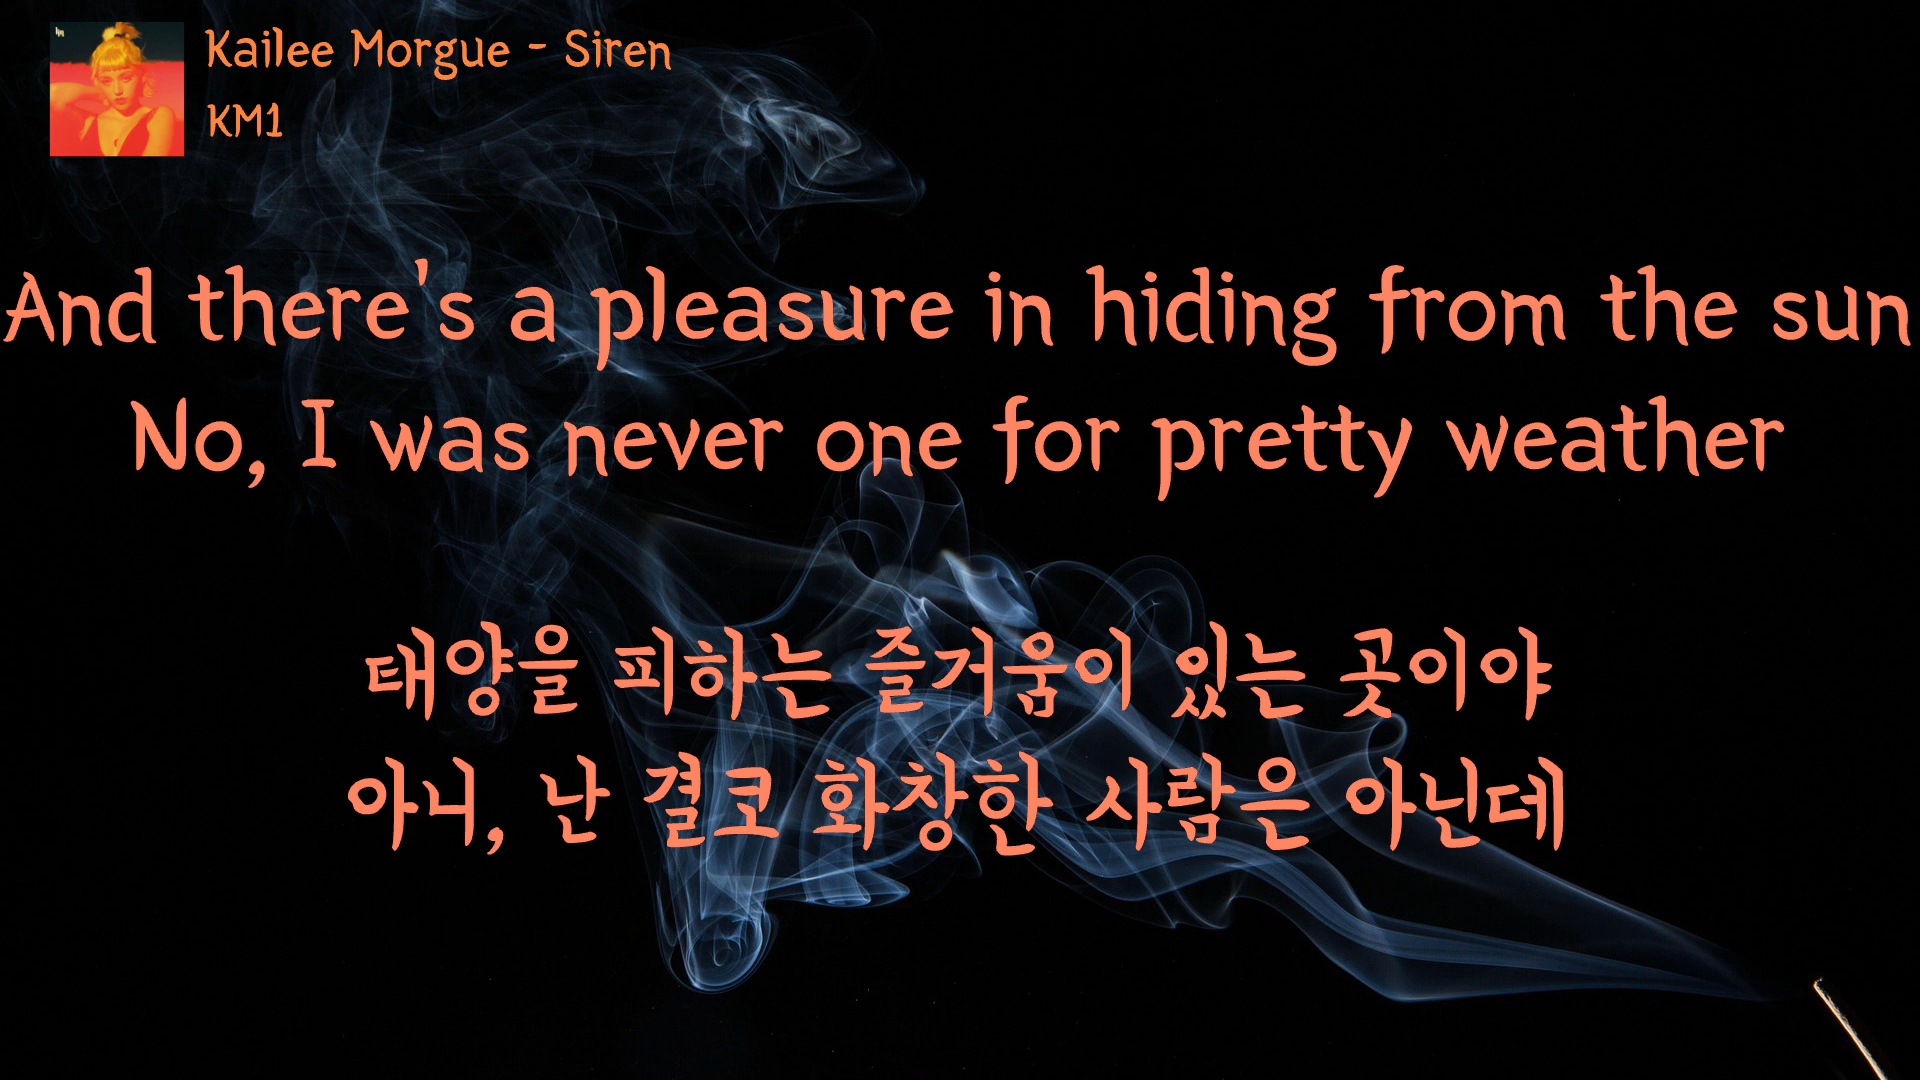 Kailee Morgue - Siren
KM1
And there's a pleasure in hiding from the sun
No, I was never one for pretty weather
태양을 피하는 즐거움이 있는 곳이야
아니, 난 결코 화창한 사람은 아닌데